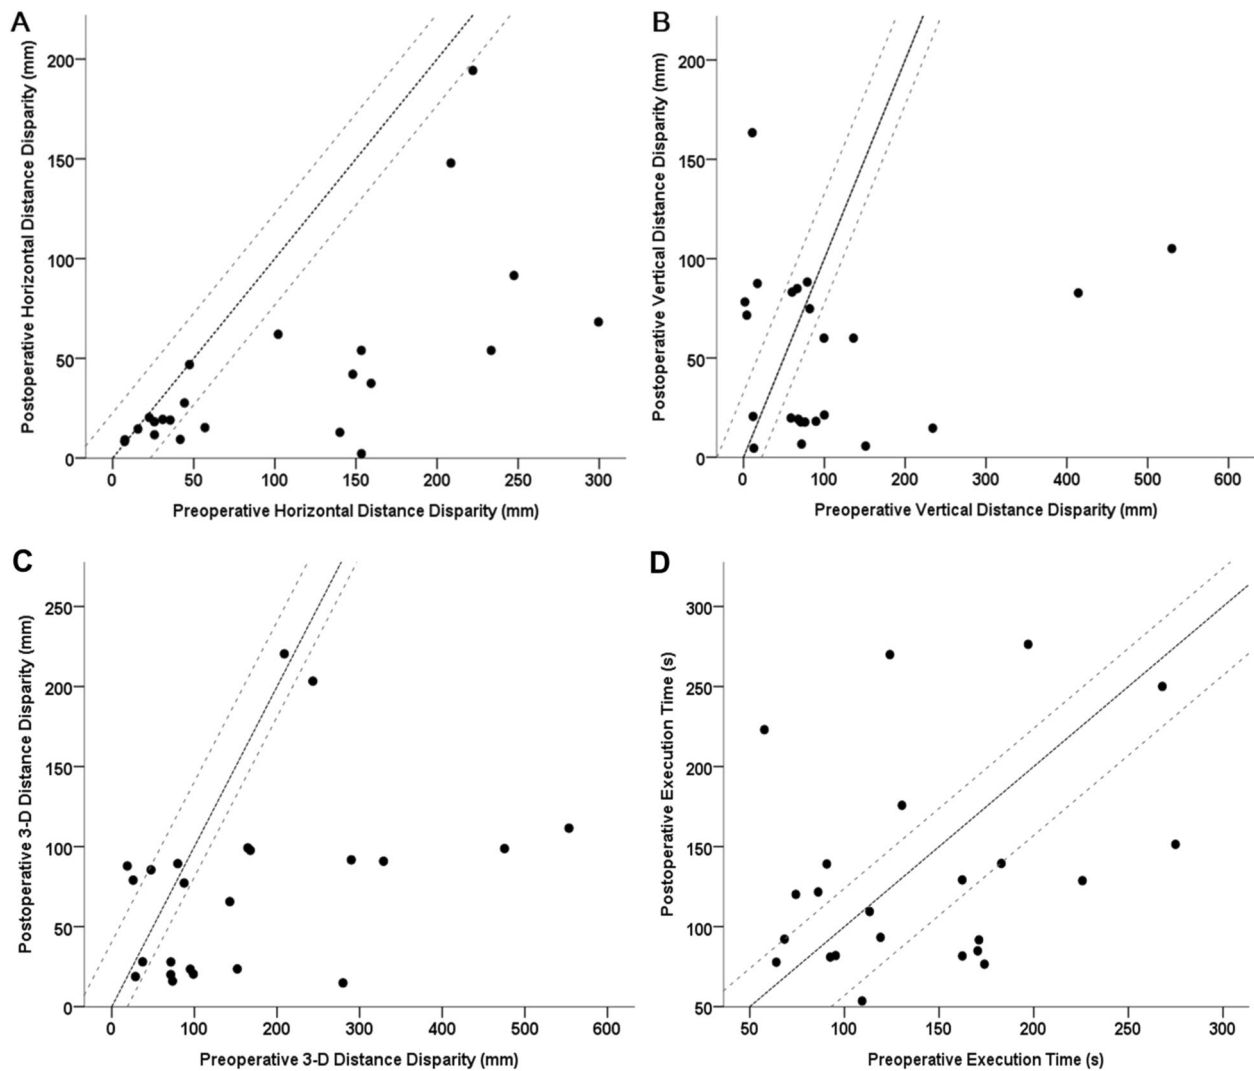 A
Postoperative Horizontal Distance Disparity (mm)
200
150
100
50
0
0 50 100 150 200 250 300
Preoperative Horizontal Distance Disparity (mm)
B
Postoperative Vertical Distance Disparity (mm)
200
150
100
50
0
0 100 200 300 400 500 600
Preoperative Vertical Distance Disparity (mm)
C
Postoperative 3-D Distance Disparity (mm)
250
200
150
100
50
0
0 100 200 300 400 500 600
Preoperative 3-D Distance Disparity (mm)
D
Postoperative Execution Time (s)
300
250
200
150
100
50
50 100 150 200 250 300
Preoperative Execution Time (s)